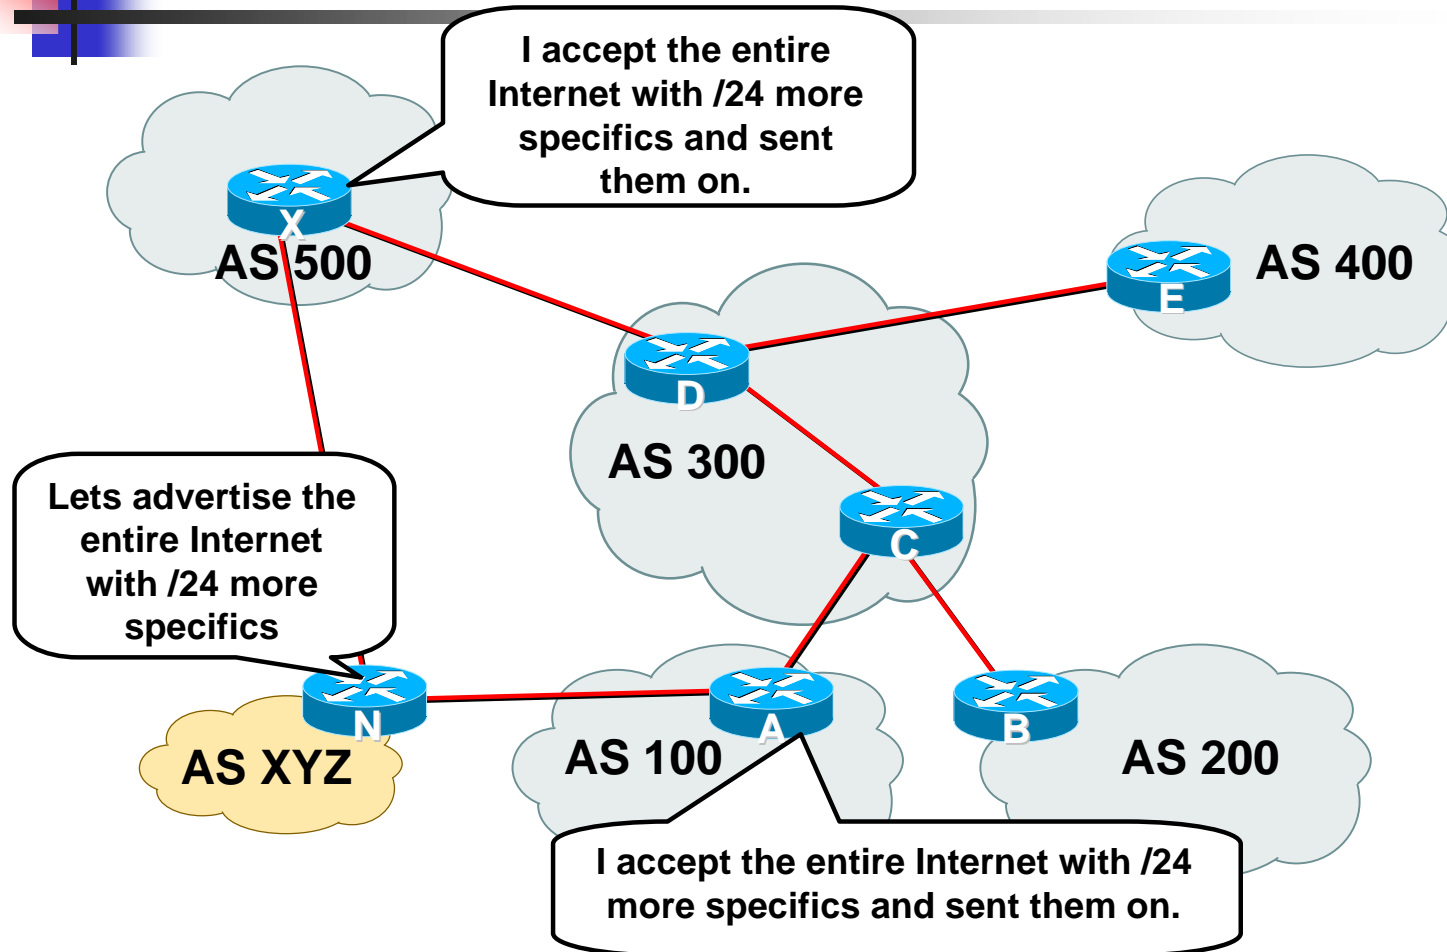 I accept the entire
Internet with /24 more
specifics and sent
them on.
X
AS 500
E
AS 400
D
AS 300
C
Lets advertise the
entire Internet
with /24 more
specifics
N
AS XYZ
A
AS 100
B
AS 200
I accept the entire Internet with /24
more specifics and sent them on.